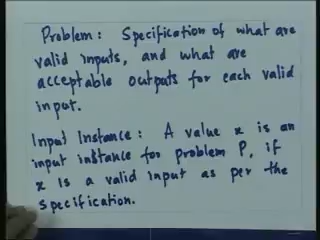 Problem: Specification of what are
valid inputs, and what are
acceptable outputs for each valid
input.
Input Instance: A value x is an
input instance for problem P, if
x is a valid input as per the
specification.